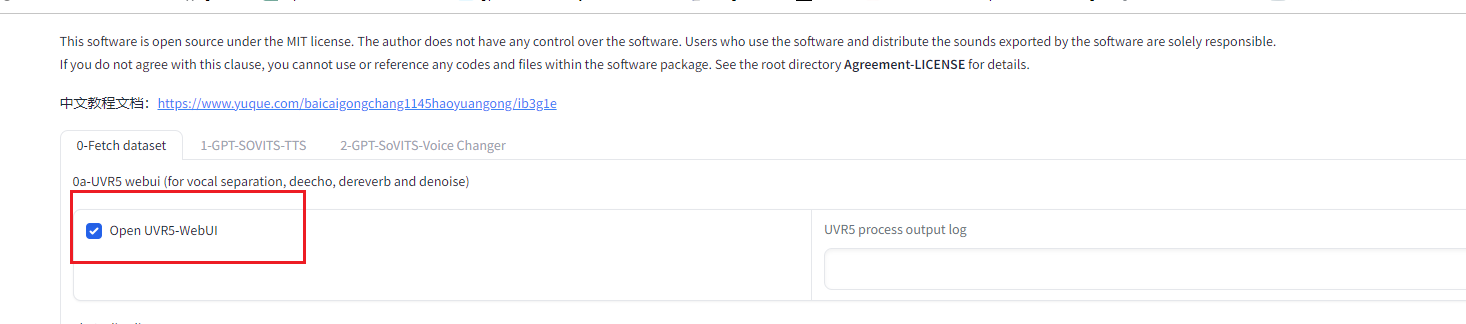 This software is open source under the MIT license. The author does not have any control over the software. Users who use the software and distribute the sounds exported by the software are solely responsible.
If you do not agree with this clause, you cannot use or reference any codes and files within the software package. See the root directory Agreement-LICENSE for details.
中文教程文档：https://www.yuque.com/baicaigongchang1145haoyuangong/ib3g1e
0-Fetch dataset 1-GPT-SOVITS-TTS 2-GPT-SoVITS-Voice Changer
0a-UVR5 webui (for vocal separation, deecho, dereverb and denoise)
Open UVR5-WebUI
UVR5 process output log